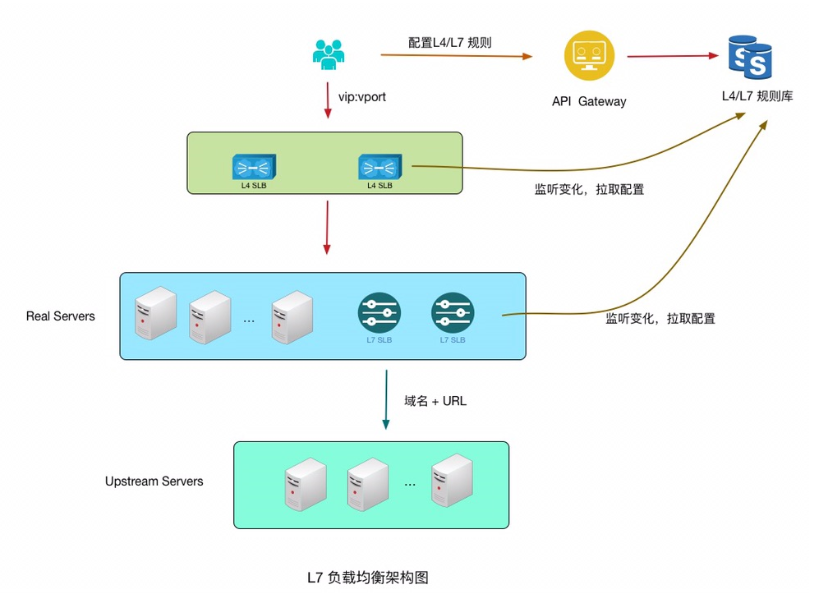 配置L4/L7 规则
API Gateway
L4/L7 规则库
vip:vport
L4 SLB
L4 SLB
监听变化，拉取配置
Real Servers
...
L7 SLB
L7 SLB
监听变化，拉取配置
域名 + URL
Upstream Servers
...
L7 负载均衡架构图